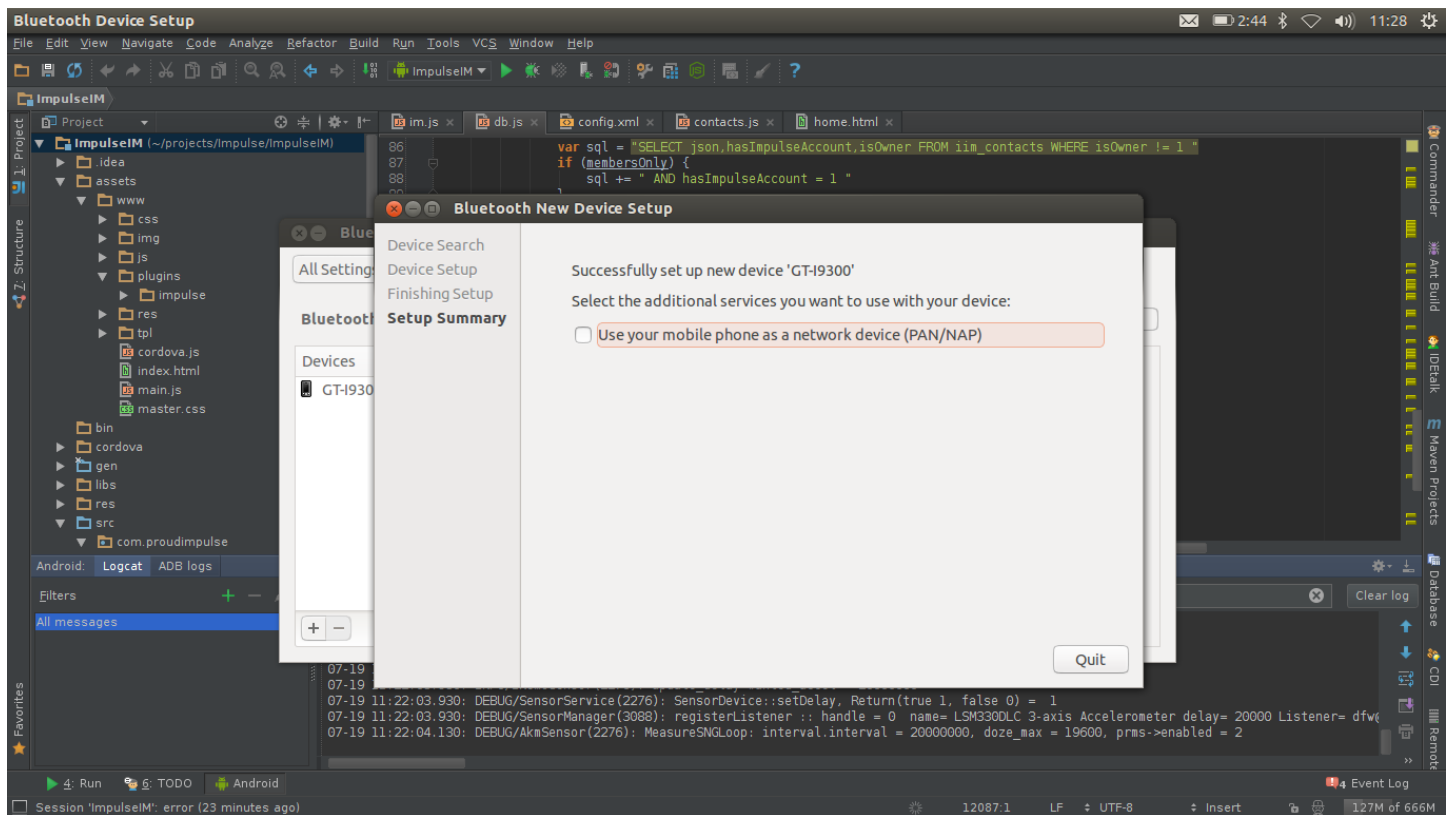 Bluetooth Device Setup
2:44
11:28
File Edit View Navigate Code Analyze Refactor Build Run Tools VCS Window Help
ImpulseIM
?
ImpulseIM
Project
im.js
db.js
config.xml
contacts.js
home.html
1: Project
7: Structure
Favorites
ImpulseIM (~/projects/Impulse/ImpulseIM)
.idea
assets
www
css
img
js
plugins
impulse
res
tpl
cordova.js
index.html
main.js
master.css
bin
cordova
gen
libs
res
src
com.proudimpulse
86 var sql = "SELECT json,hasImpulseAccount,isOwner FROM iim_contacts WHERE isOwner != 1 "
87 if (membersOnly) {
88 sql += " AND hasImpulseAccount = 1 "
Blue
All Setting
Bluetooth
Devices
GT-I930
+ −
Bluetooth New Device Setup
Device Search
Device Setup
Finishing Setup
Setup Summary
Successfully set up new device 'GT-I9300'
Select the additional services you want to use with your device:
Use your mobile phone as a network device (PAN/NAP)
Quit
Commander
Ant Build
IDEtalk
Maven Projects
Database
CDI
Remote
Android: Logcat ADB logs
Filters
Clear log
All messages
07-19
07-19
07-19 11:22:03.930: DEBUG/SensorService(2276): SensorDevice::setDelay, Return(true 1, false 0) = 1
07-19 11:22:03.930: DEBUG/SensorManager(3088): registerListener :: handle = 0 name= LSM330DLC 3-axis Accelerometer delay= 20000 Listener= dfw@
07-19 11:22:04.130: DEBUG/AkmSensor(2276): MeasureSNGLoop: interval.interval = 20000000, doze_max = 19600, prms->enabled = 2
4: Run
6: TODO
Android
4 Event Log
Session 'ImpulseIM': error (23 minutes ago)
12087:1 LF UTF-8 Insert 127M of 666M